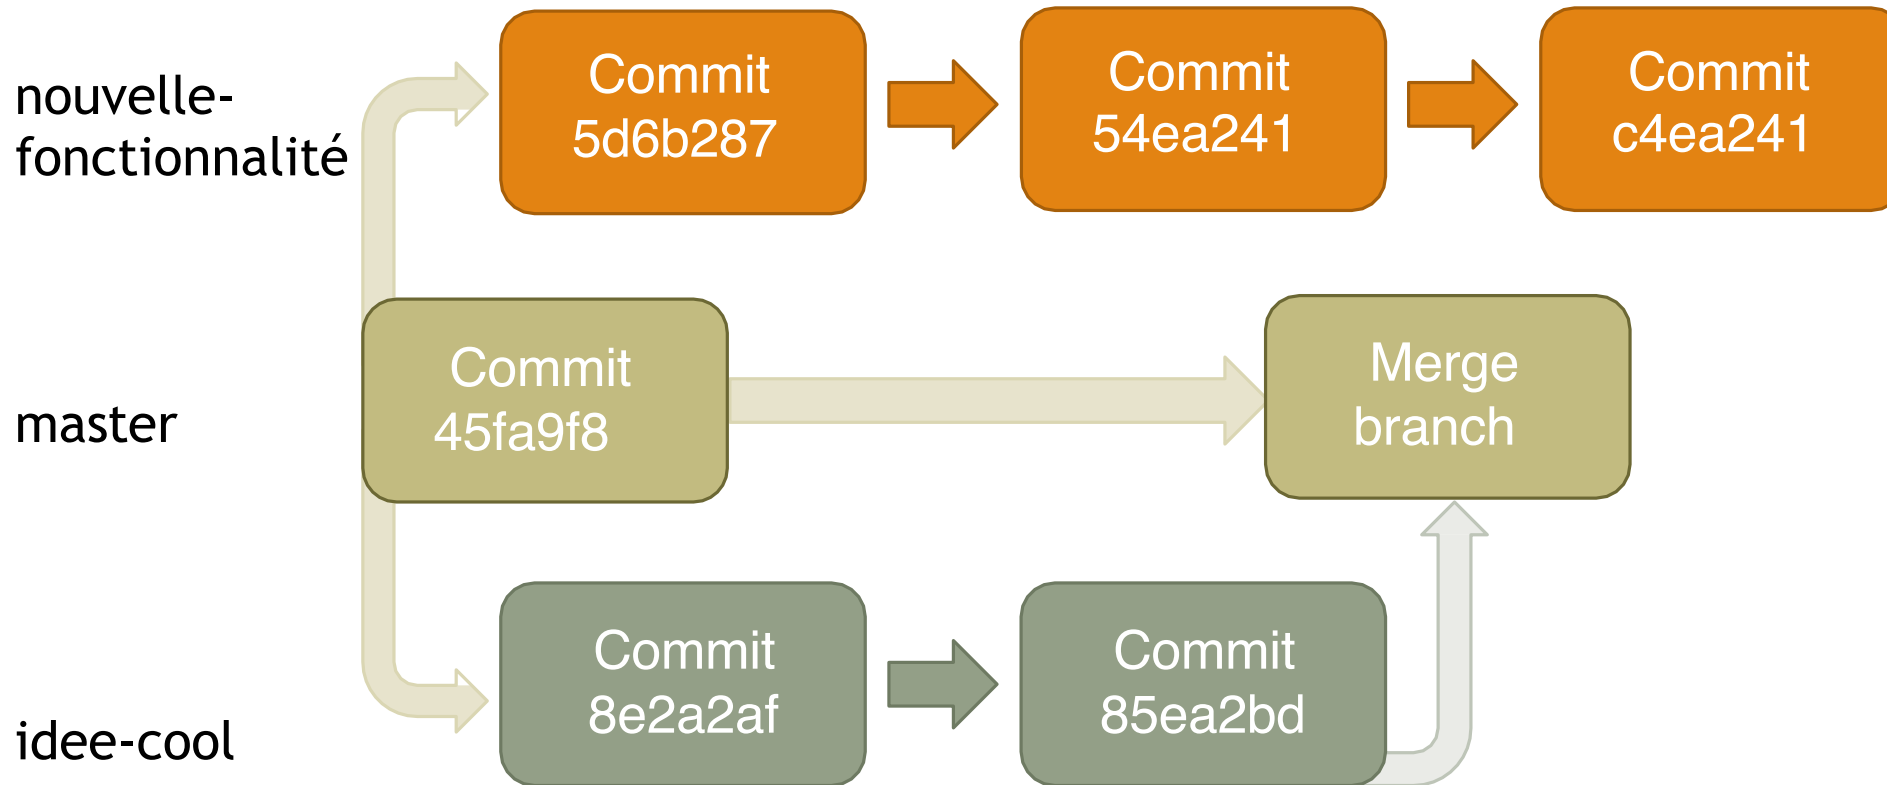 nouvelle-
fonctionnalité
Commit
5d6b287
Commit
54ea241
Commit
c4ea241
master
Commit
45fa9f8
Merge
branch
idee-cool
Commit
8e2a2af
Commit
85ea2bd